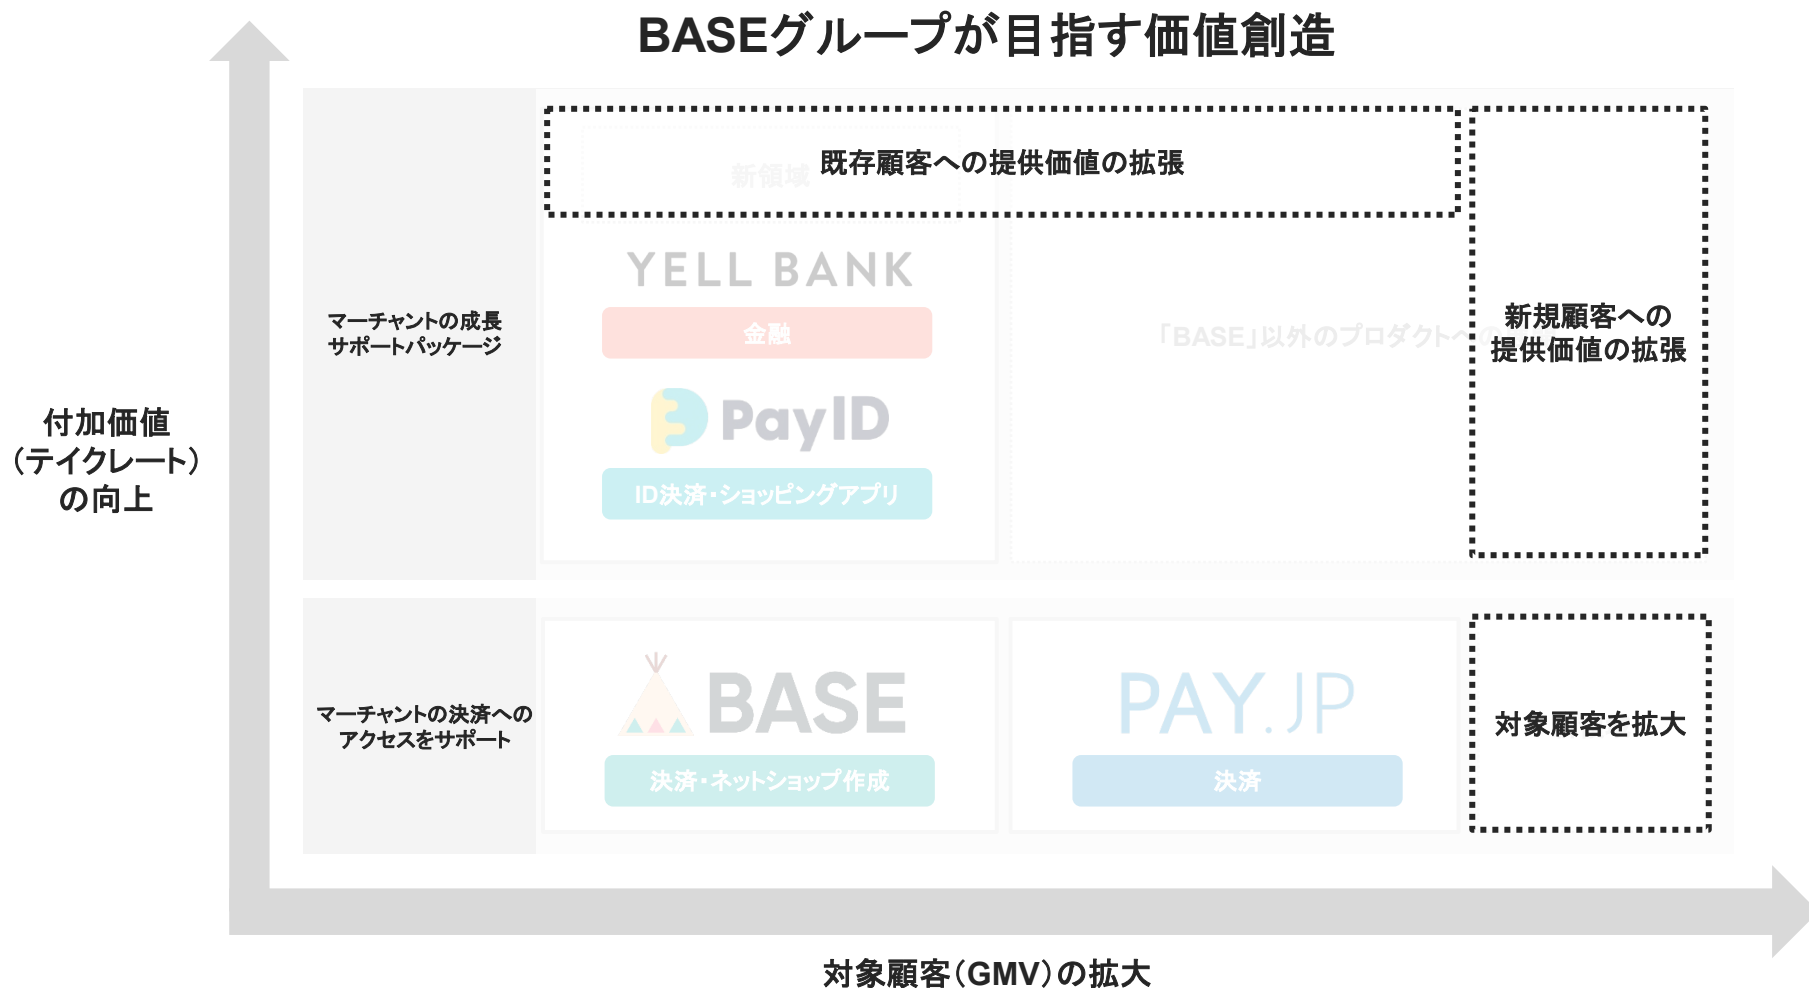 BASEグループが目指す価値創造
既存顧客への提供価値の拡張
新領域
YELL BANK
金融
PayID
ID決済・ショッピングアプリ
「BASE」以外のプロダクトへの
新規顧客への
提供価値の拡張
マーチャントの成長
サポートパッケージ
付加価値
（テイクレート）
の向上
マーチャントの決済への
アクセスをサポート
BASE
決済・ネットショップ作成
PAY.JP
決済
対象顧客を拡大
対象顧客（GMV）の拡大